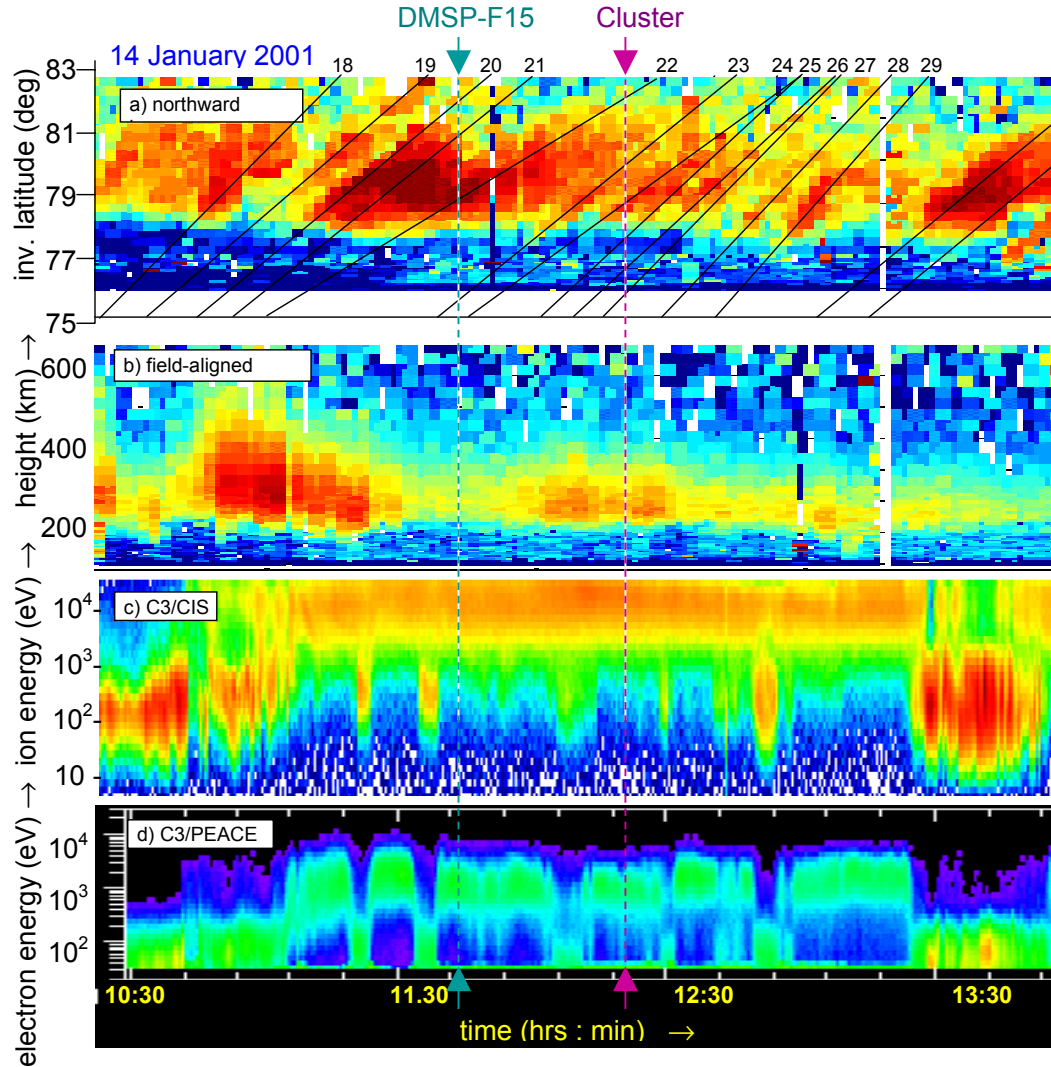 DMSP-F15 Cluster
14 January 2001
18 19 20 21 22 23 24 25 26 27 28 29
83
a) northward
81
79
77
75
inv. latitude (deg)
b) field-aligned
600
400
200
height (km) →
c) C3/CIS
10⁴
10³
10²
10
→ ion energy (eV) →
d) C3/PEACE
10⁴
10³
10²
electron energy (eV) →
10:30 11:30 12:30 13:30
time (hrs : min) →